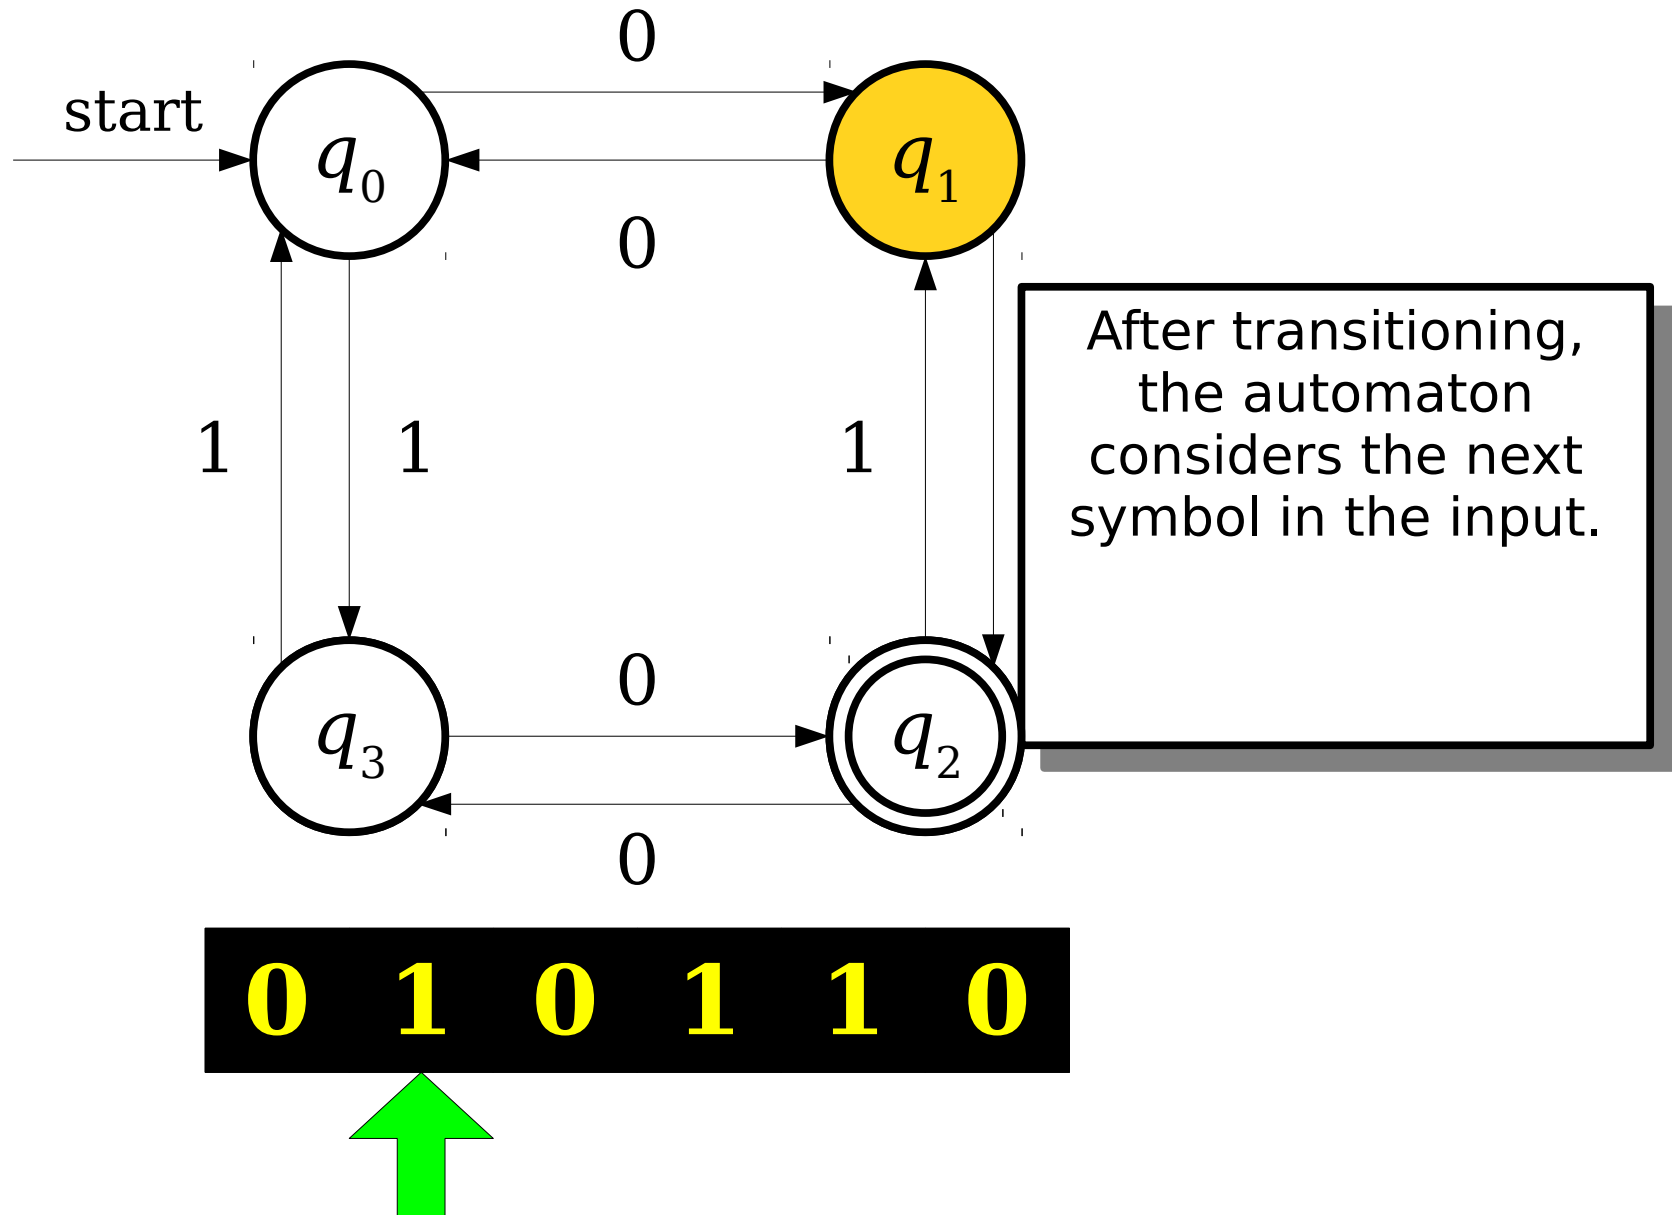 0
start
q0
q1
0
After transitioning,
the automaton
considers the next
symbol in the input.
1
1
1
0
q3
q2
0
0 1 0 1 1 0